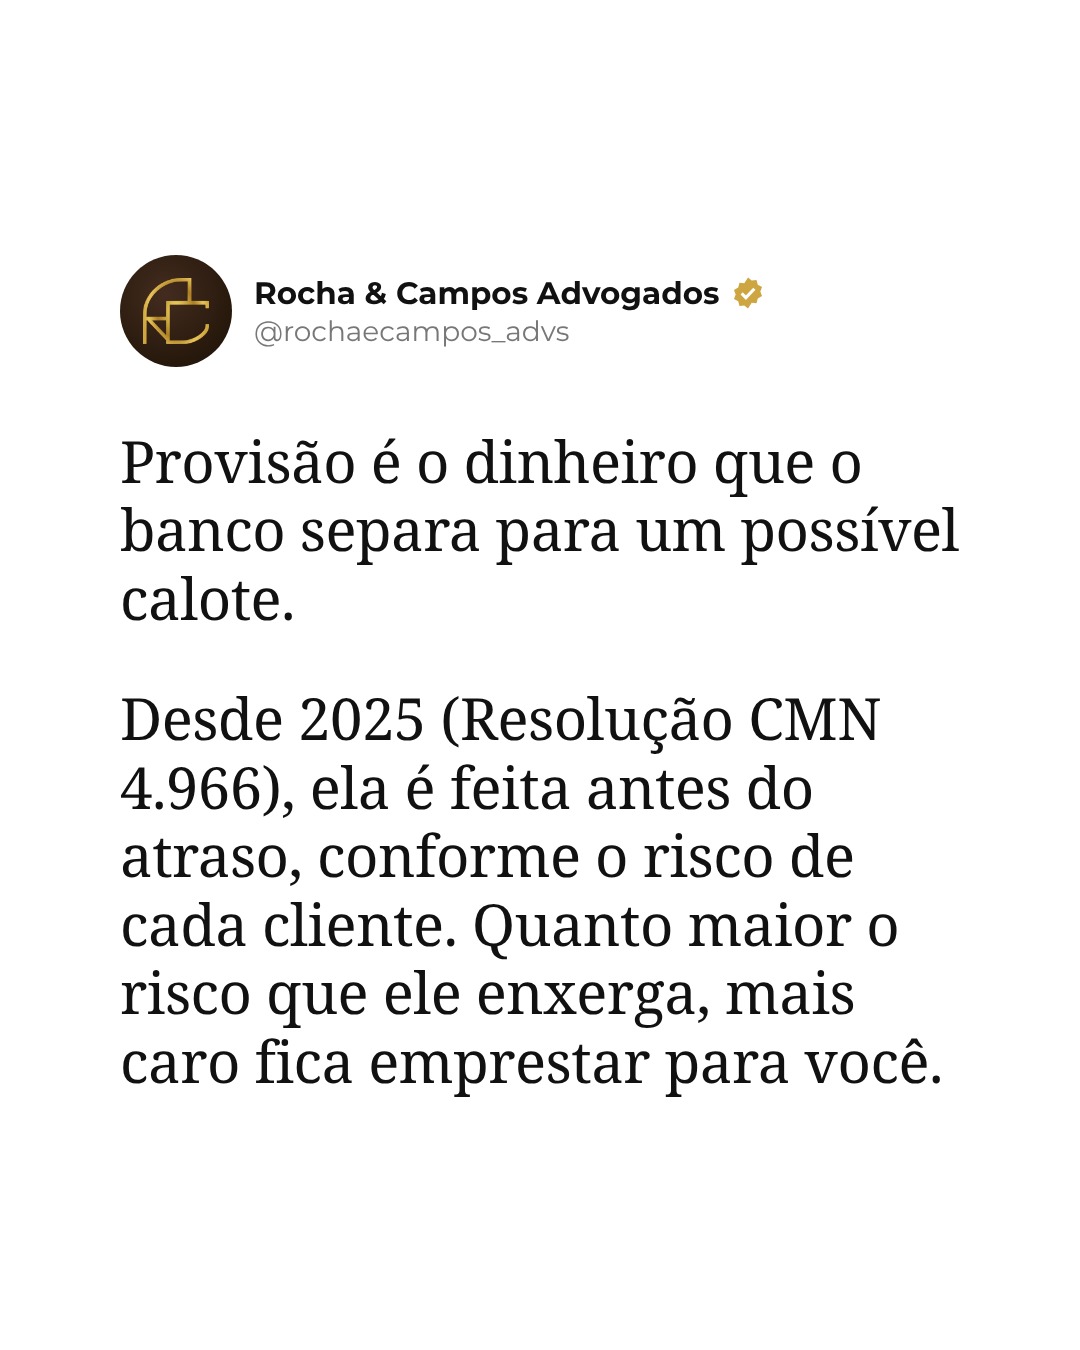 Rocha & Campos Advogados
@rochaecampos_advs
Provisão é o dinheiro que o
banco separa para um possível
calote.
Desde 2025 (Resolução CMN
4.966), ela é feita antes do
atraso, conforme o risco de
cada cliente. Quanto maior o
risco que ele enxerga, mais
caro fica emprestar para você.